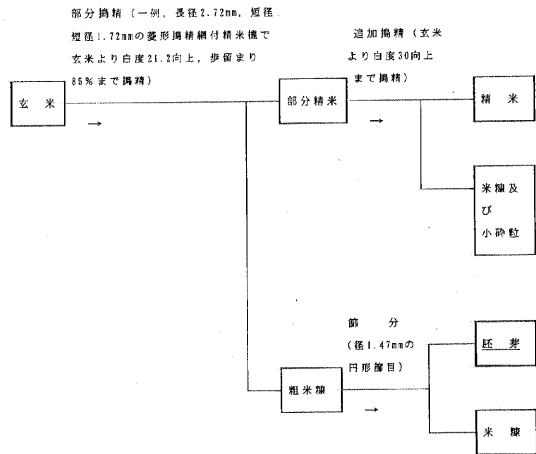 部分搗精（一例、長径2.72mm，短径
短径1.72mmの菱形搗精網付精米機で
玄米より白度21.2向上，歩留まり
85％まで搗精）
追加搗精（玄米
より白度30向上
まで搗精）
玄 米
→
部分精米
→
精 米
米糠及
び
小砕粒
篩 分
（径1.47mmの
円形篩目）
胚 芽
粗米糠
→
米 糠